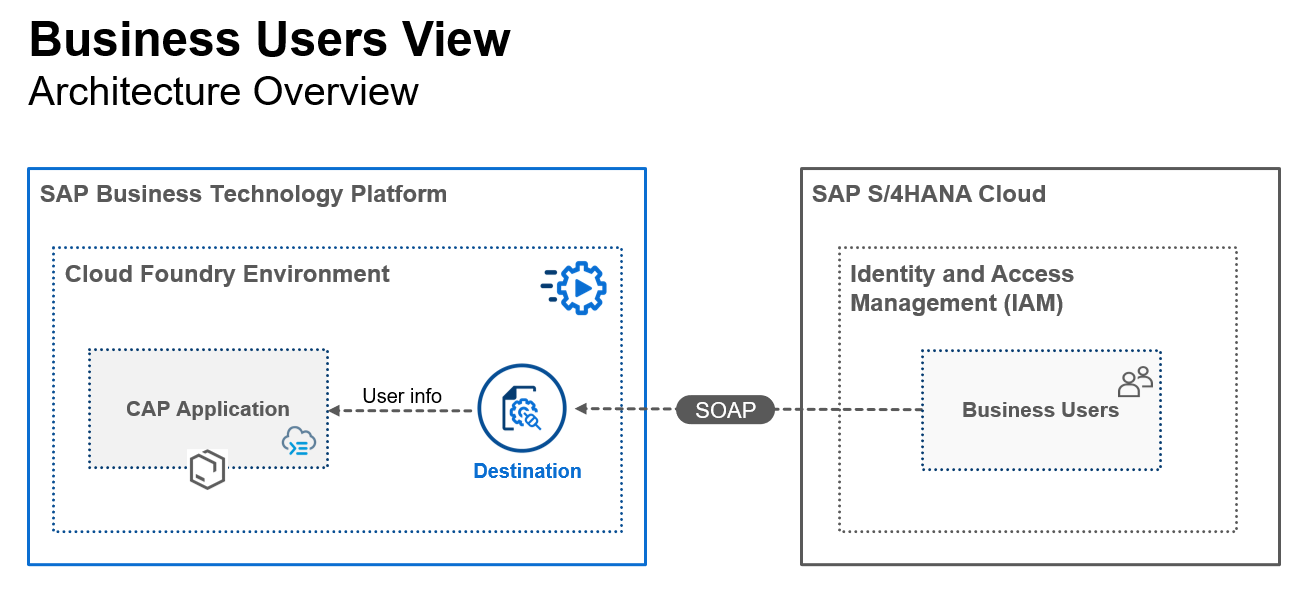 Business Users View
Architecture Overview
SAP Business Technology Platform
Cloud Foundry Environment
CAP Application
User info
Destination
SOAP
SAP S/4HANA Cloud
Identity and Access
Management (IAM)
Business Users